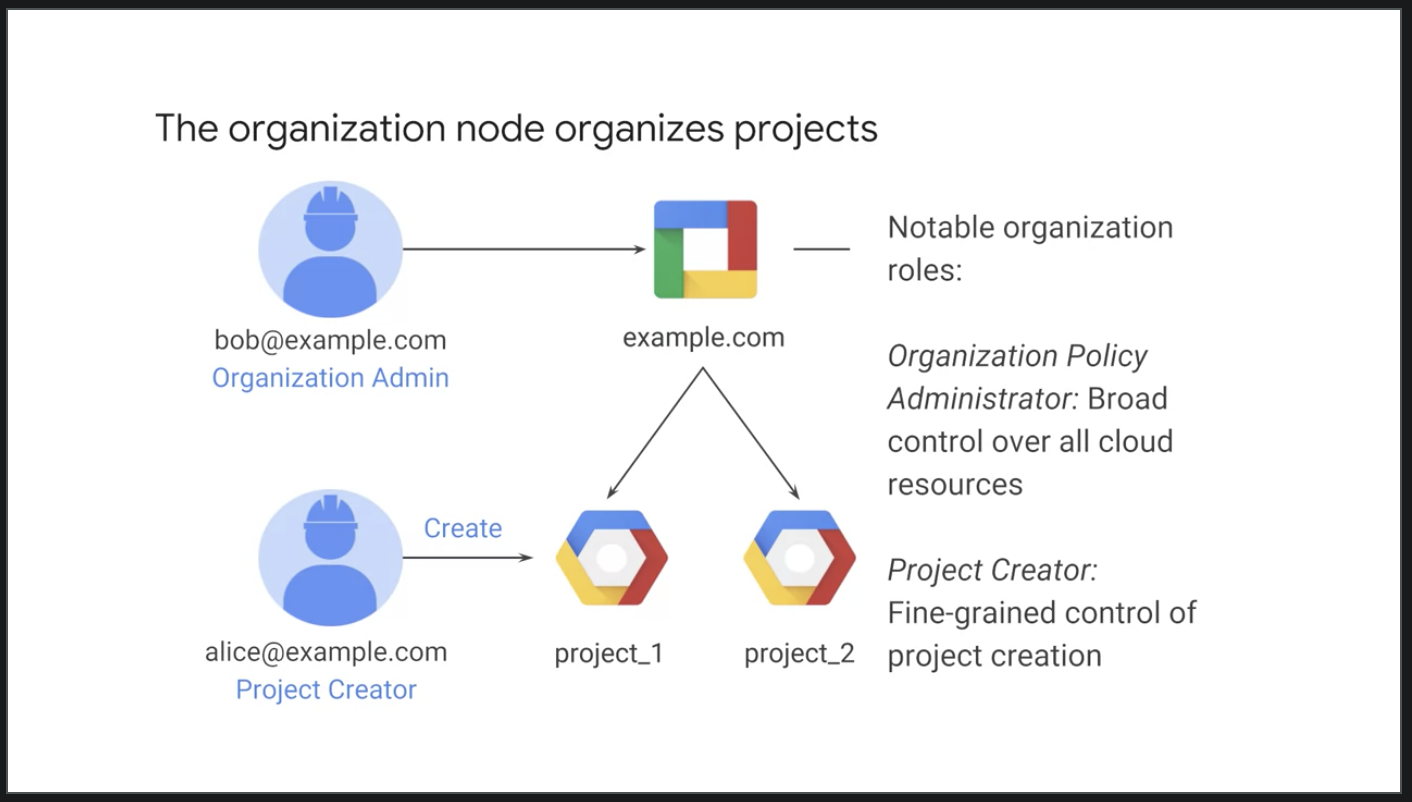 The organization node organizes projects
bob@example.com
Organization Admin
example.com
Notable organization
roles:
Organization Policy
Administrator: Broad
control over all cloud
resources
Create
alice@example.com
Project Creator
project_1
project_2
Project Creator:
Fine-grained control of
project creation